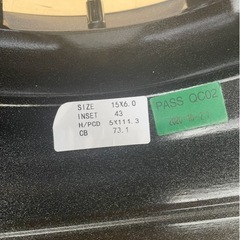 SIZE 15X6.0
INSET 43
H/PCD 5X111.3
CB 73.1
PASS QC02